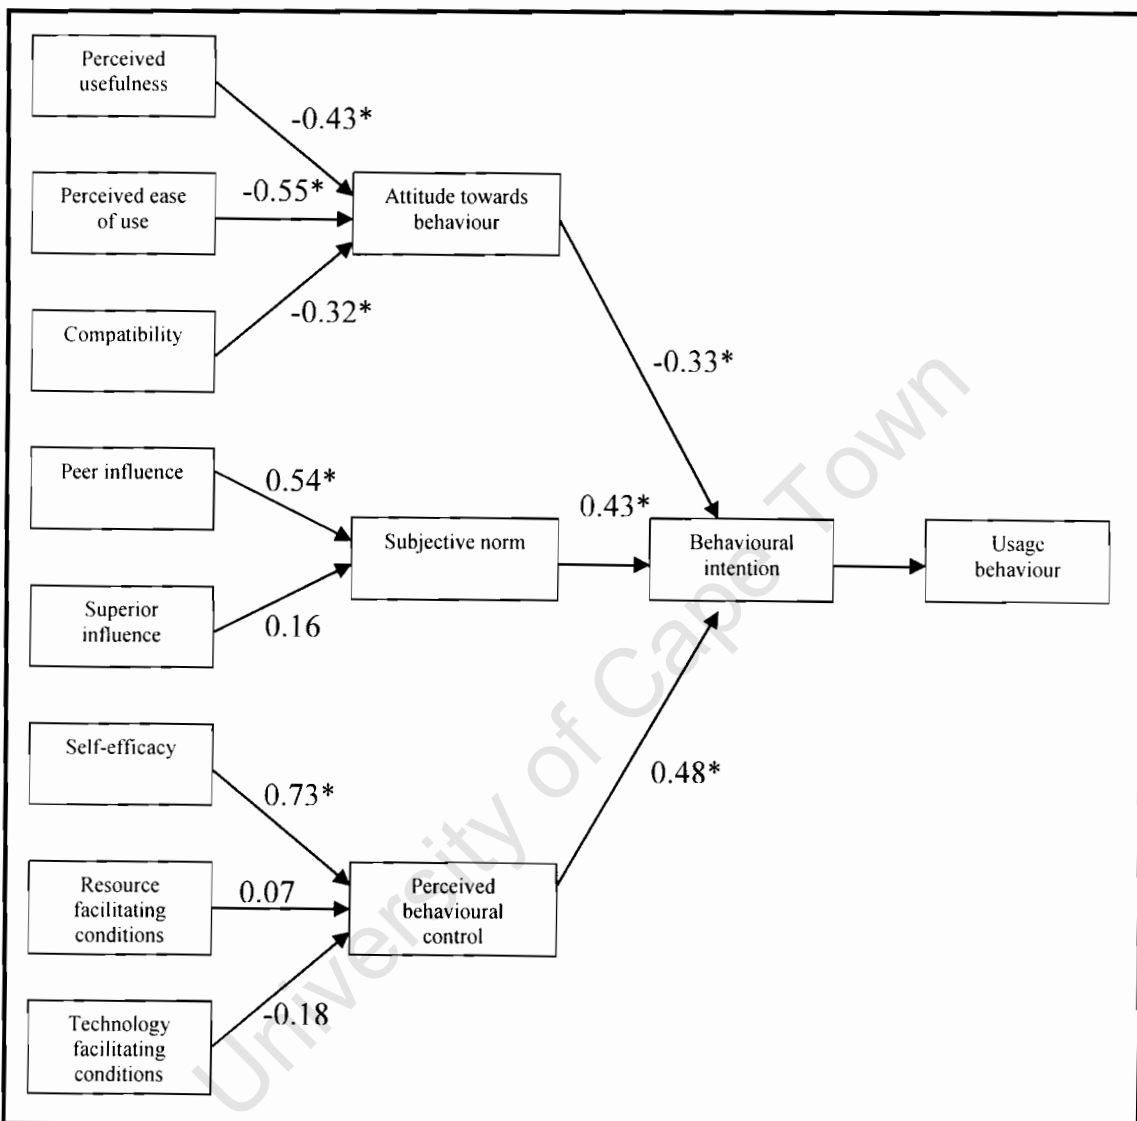 Perceived
usefulness
-0.43*
Perceived ease
of use
-0.55*
Attitude towards
behaviour
Compatibility
-0.32*
-0.33*
Peer influence
0.54*
Subjective norm
0.43*
Behavioural
intention
Usage
behaviour
Superior
influence
0.16
Self-efficacy
0.73*
0.48*
Resource
facilitating
conditions
0.07
Perceived
behavioural
control
Technology
facilitating
conditions
-0.18
University of Cape Town